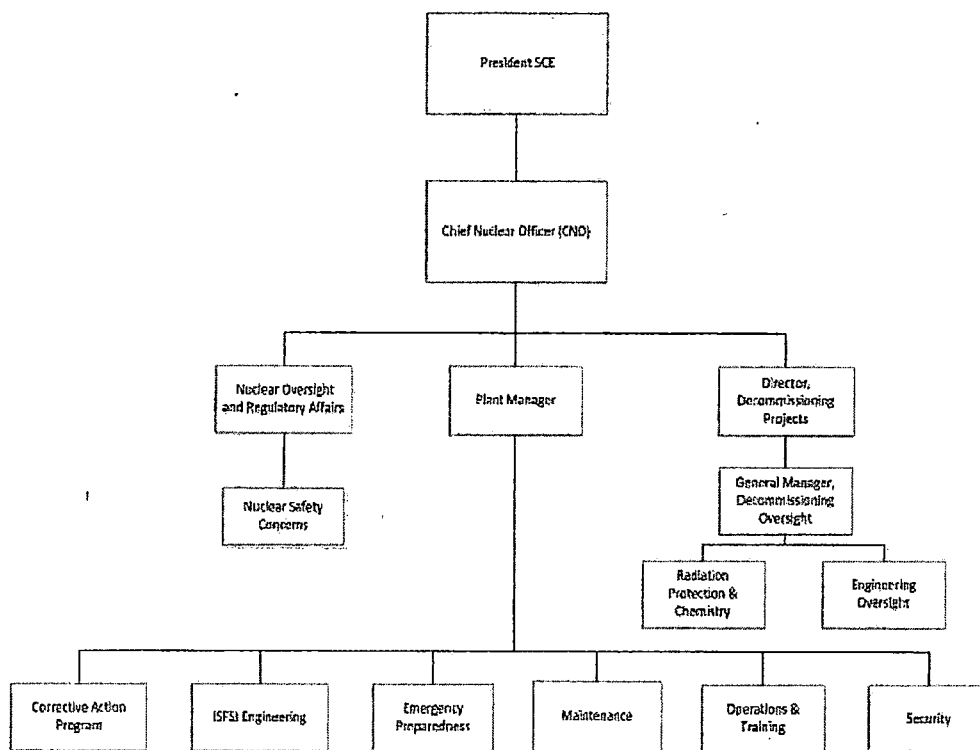 President SCE
Chief Nuclear Officer (CNO)
Nuclear Oversight
and Regulatory Affairs
Plant Manager
Director,
Decommissioning
Projects
Nuclear Safety
Concerns
General Manager,
Decommissioning
Oversight
Radiation
Protection &
Chemistry
Engineering
Oversight
Corrective Action
Program
ISFSI Engineering
Emergency
Preparedness
Maintenance
Operations &
Training
Security